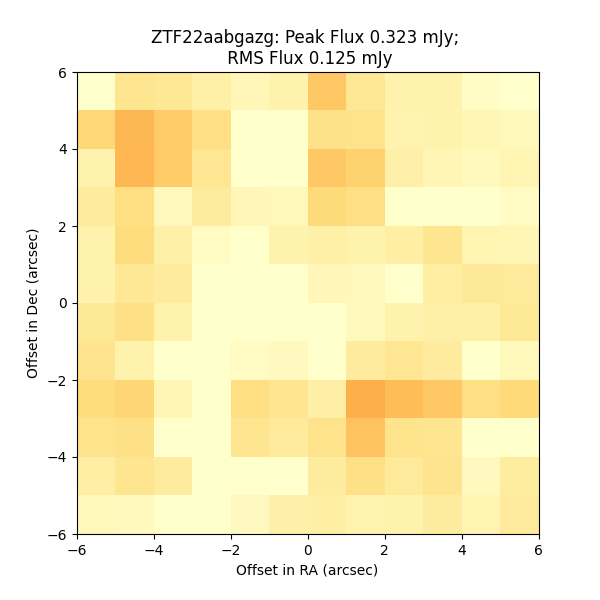 ZTF22aabgazg: Peak Flux 0.323 mJy;
RMS Flux 0.125 mJy
6
4
2
0
−2
−4
−6
Offset in Dec (arcsec)
−6 −4 −2 0 2 4 6
Offset in RA (arcsec)